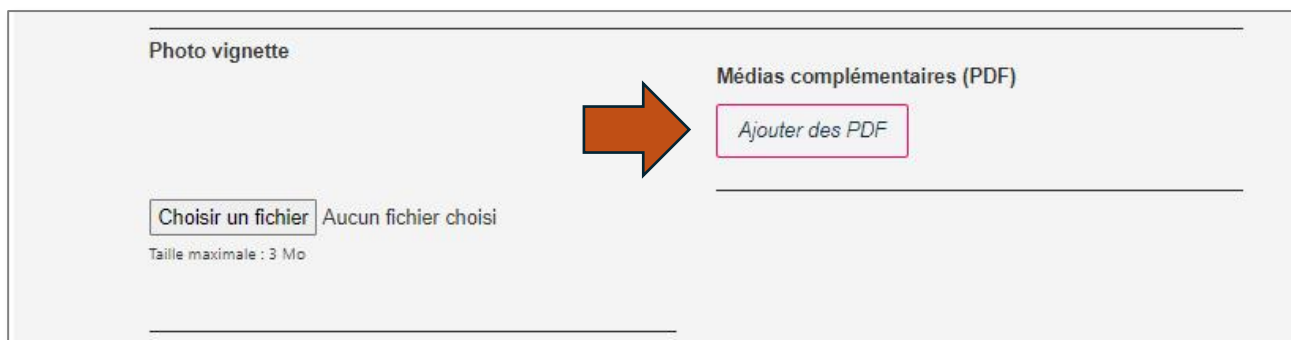 Photo vignette
Médias complémentaires (PDF)
Ajouter des PDF
Choisir un fichier Aucun fichier choisi
Taille maximale : 3 Mo